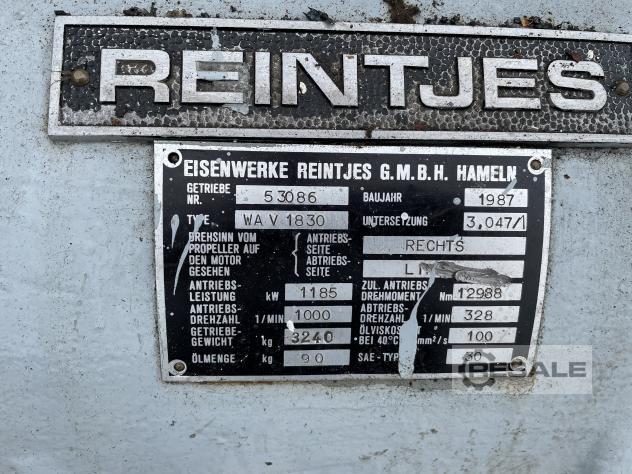 REINTJES
EISENWERKE REINTJES G.M.B.H. HAMELN
GETRIEBE NR. 53086 BAUJAHR 1987
TYPE WAV 1830 UNTERSETZUNG 3,047/1
DREHSINN VOM PROPELLER AUF DEN MOTOR GESEHEN { ANTRIEBS-SEITE RECHTS
ABTRIEBS-SEITE
ANTRIEBS-LEISTUNG kW 1185 ZUL. ANTRIEBS DREHMOMENT Nm 12988
ANTRIEBS-DREHZAHL 1/MIN 1000 ABTRIEBS-DREHZAHL 1/MIN 328
GETRIEBE-GEWICHT kg 3240 ÖLVISKOS. BEI 40°C mm²/s 100
ÖLMENGE kg 90 SAE-TYP 30
BESALE